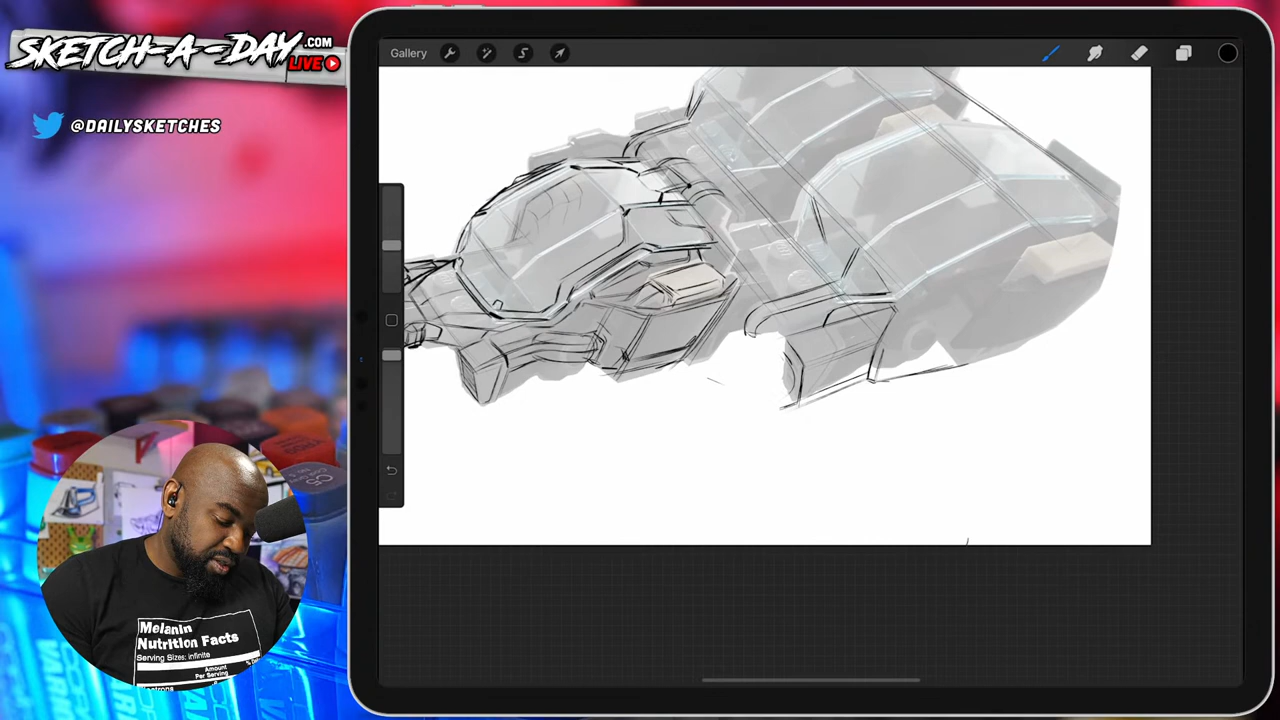 SKETCH-A-DAY.COM
LIVE
@DAILYSKETCHES
Gallery
Melanin
Nutrition Facts
Serving Sizes: infinite
Amount
Per Serving